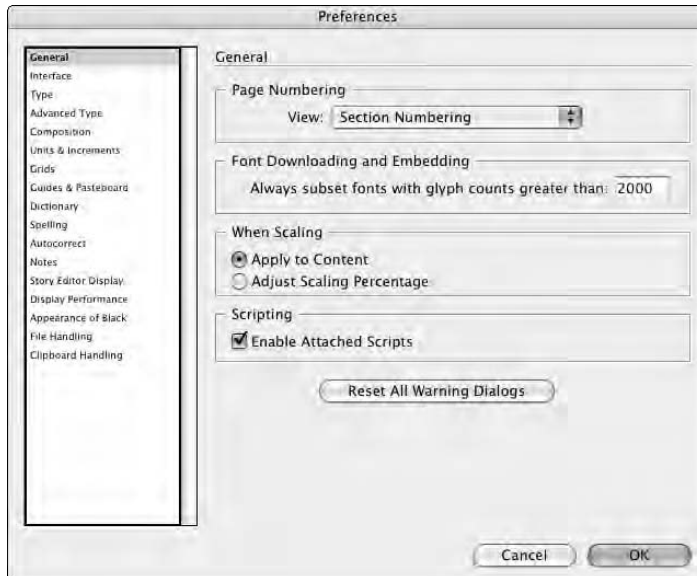 Preferences
General
Interface
Type
Advanced Type
Composition
Units & Increments
Grids
Guides & Pasteboard
Dictionary
Spelling
Autocorrect
Notes
Story Editor Display
Display Performance
Appearance of Black
File Handling
Clipboard Handling
General
Page Numbering
View: Section Numbering
Font Downloading and Embedding
Always subset fonts with glyph counts greater than: 2000
When Scaling
Apply to Content
Adjust Scaling Percentage
Scripting
Enable Attached Scripts
Reset All Warning Dialogs
Cancel OK